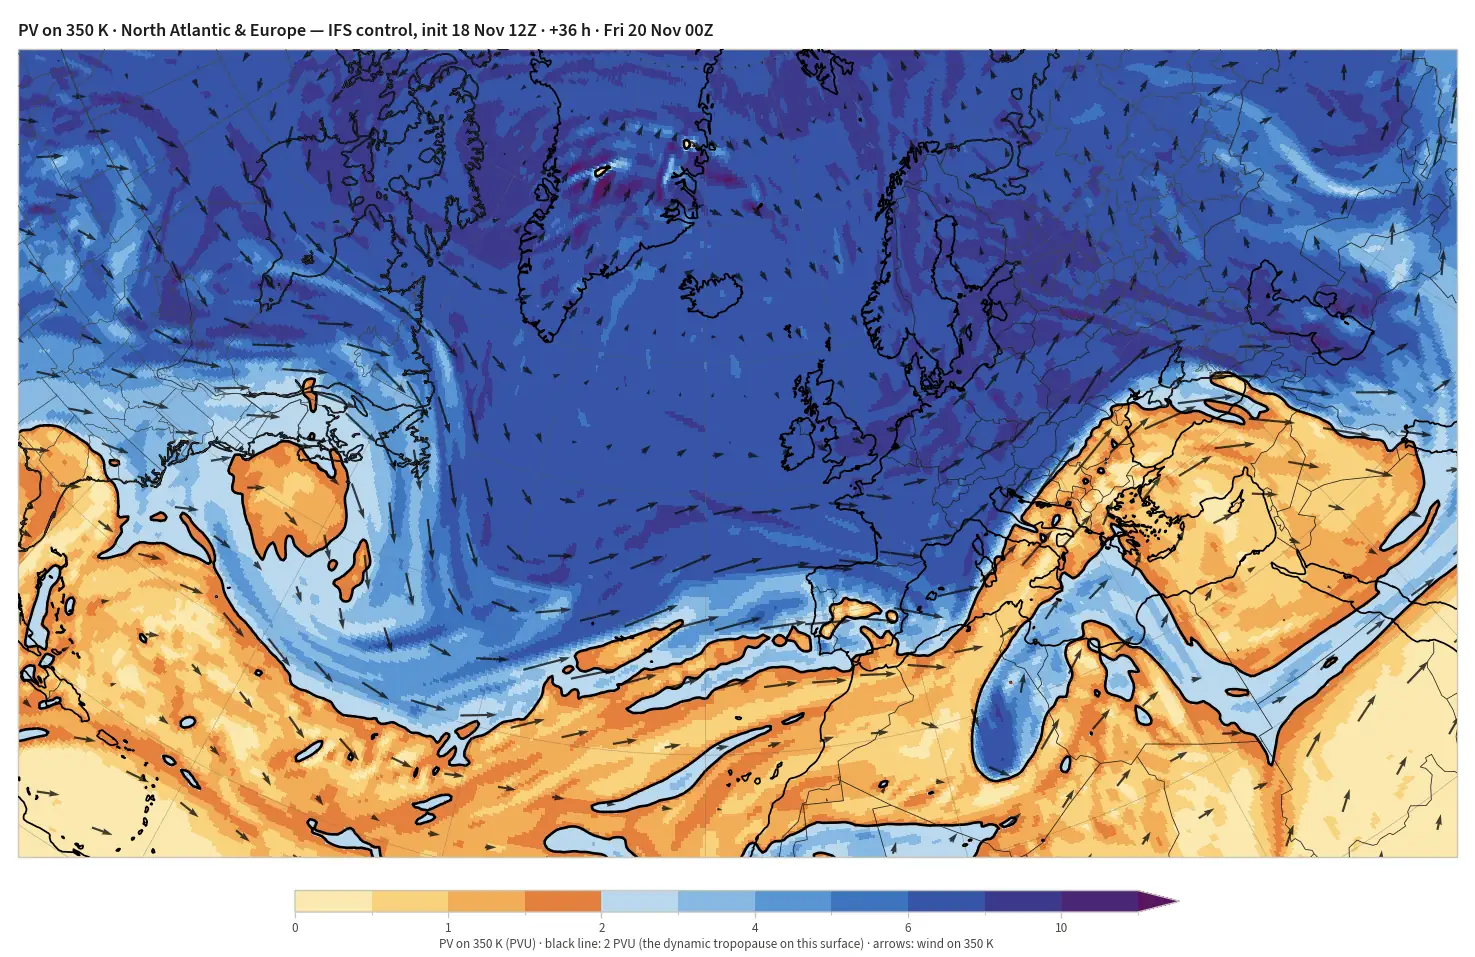 PV on 350 K · North Atlantic & Europe — IFS control, init 18 Nov 12Z · +36 h · Fri 20 Nov 00Z
0 1 2 4 6 10
PV on 350 K (PVU) · black line: 2 PVU (the dynamic tropopause on this surface) · arrows: wind on 350 K